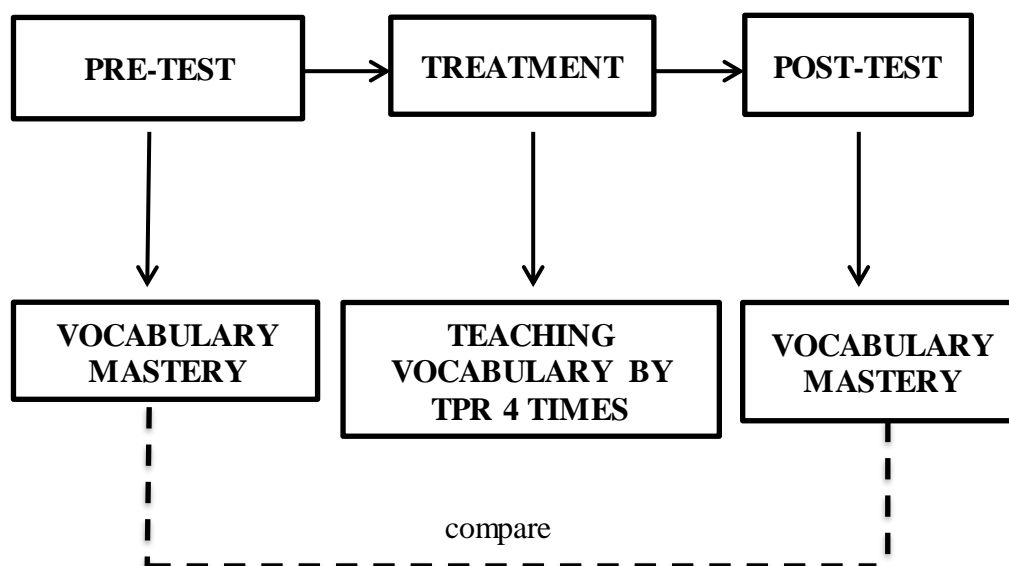 PRE-TEST
TREATMENT
POST-TEST
VOCABULARY
MASTERY
TEACHING
VOCABULARY BY
TPR 4 TIMES
VOCABULARY
MASTERY
compare